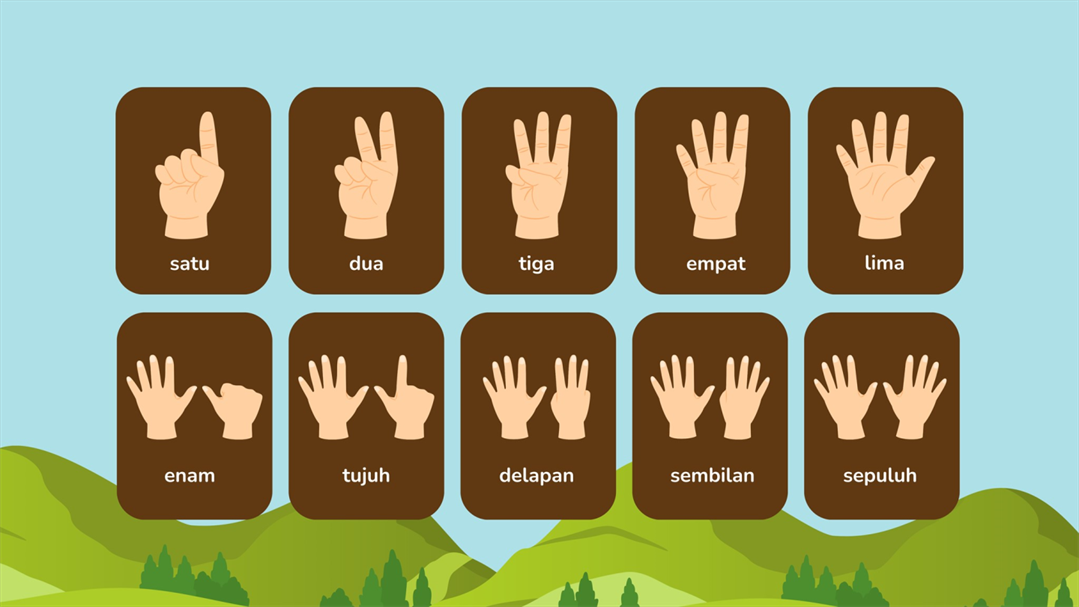 satu
dua
tiga
empat
lima
enam
tujuh
delapan
sembilan
sepuluh